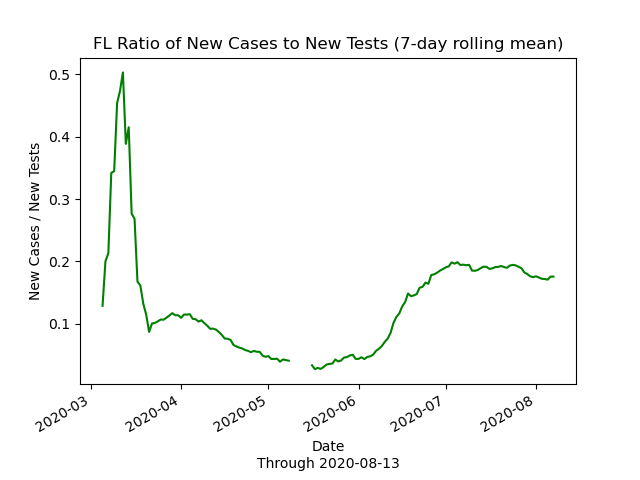 FL Ratio of New Cases to New Tests (7-day rolling mean)
New Cases / New Tests
0.5
0.4
0.3
0.2
0.1
2020-03
2020-04
2020-05
2020-06
2020-07
2020-08
Date
Through 2020-08-13